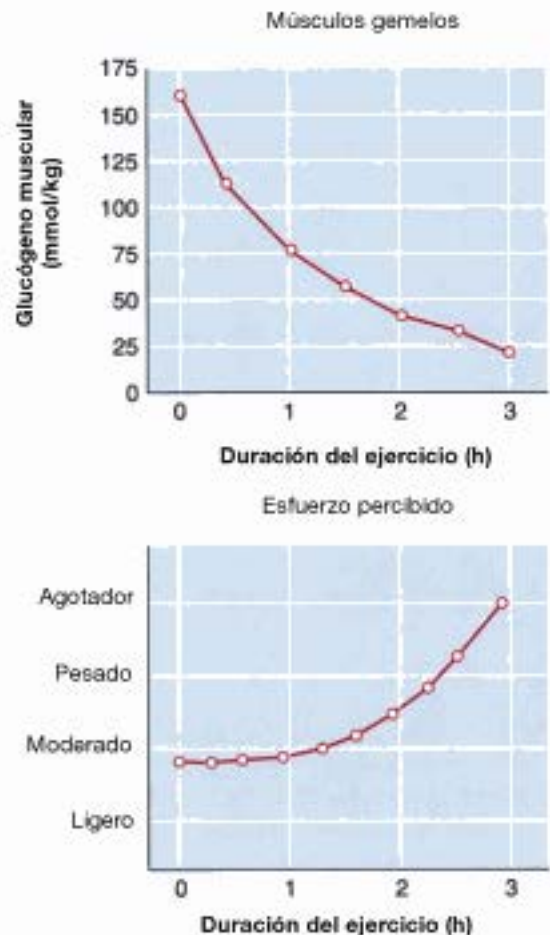 Músculos gemelos
Glucógeno muscular
(mmol/kg)
175
150
125
100
75
50
25
0
0 1 2 3
Duración del ejercicio (h)
Esfuerzo percibido
Agotador
Pesado
Moderado
Ligero
0 1 2 3
Duración del ejercicio (h)